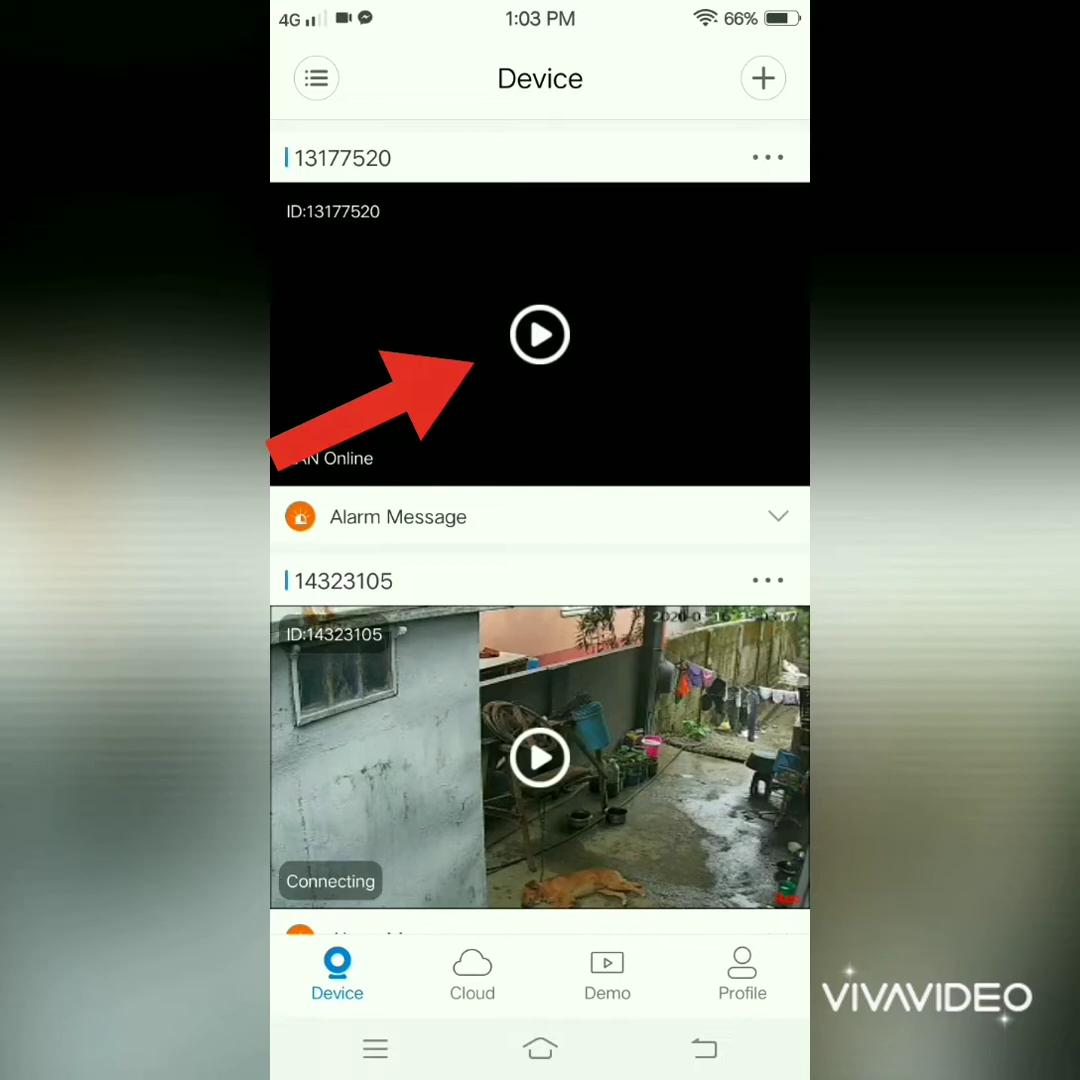 4G
1:03 PM
66%
Device
13177520
ID:13177520
AN Online
Alarm Message
14323105
ID:14323105
Connecting
Device
Cloud
Demo
Profile
VIVAVIDEO